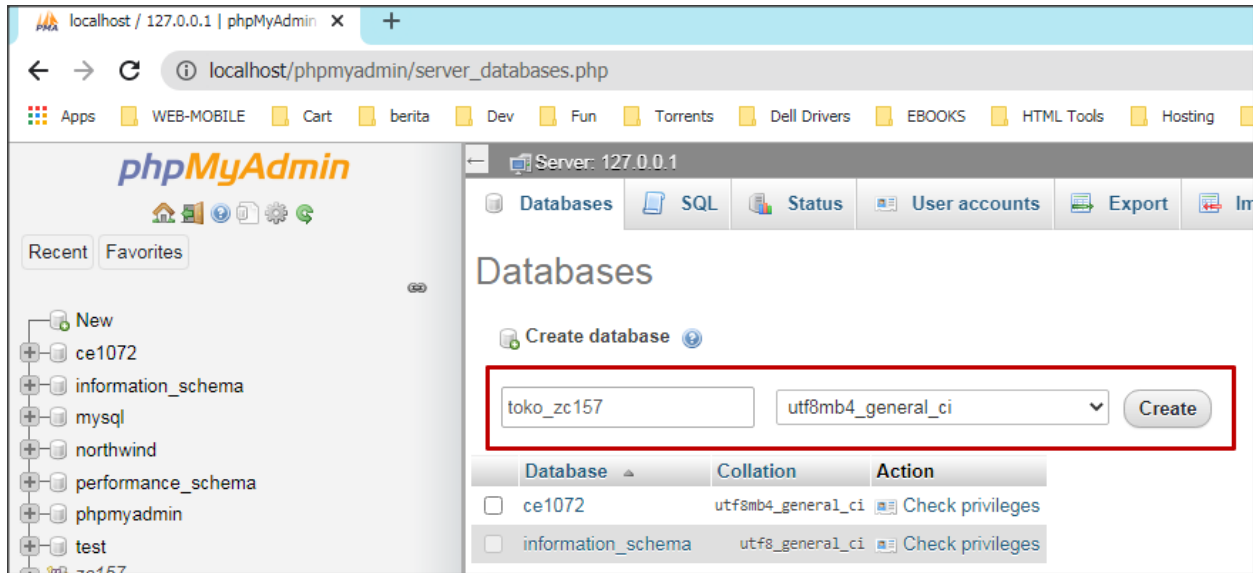 localhost / 127.0.0.1 | phpMyAdmin
localhost/phpmyadmin/server_databases.php
Apps WEB-MOBILE Cart berita Dev Fun Torrents Dell Drivers EBOOKS HTML Tools Hosting
phpMyAdmin
Recent Favorites
New
ce1072
information_schema
mysql
northwind
performance_schema
phpmyadmin
test
zc157
Server: 127.0.0.1
Databases SQL Status User accounts Export Im
Databases
Create database
toko_zc157 utf8mb4_general_ci Create
Database Collation Action
ce1072 utf8mb4_general_ci Check privileges
information_schema utf8_general_ci Check privileges